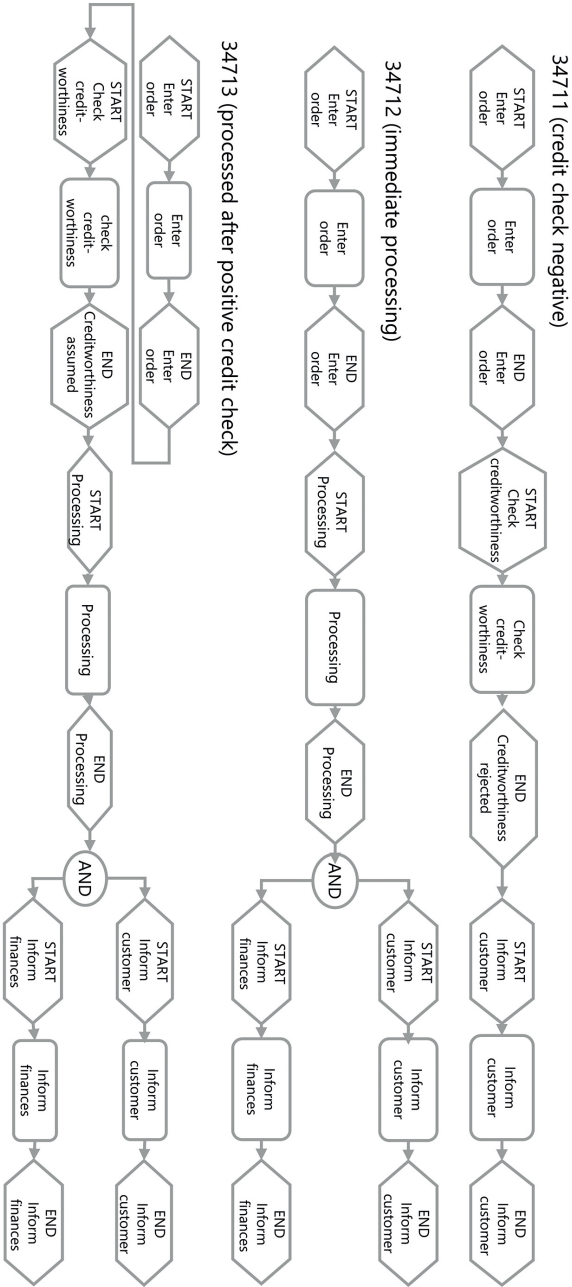 34711 (credit check negative)
START
Enter
order
Enter
order
END
Enter
order
START
Check
creditworthiness
Check
credit-
worthiness
END
Creditworthiness
rejected
START
Inform
customer
Inform
customer
END
Inform
customer
34712 (immediate processing)
START
Enter
order
Enter
order
END
Enter
order
START
Processing
Processing
END
Processing
AND
START
Inform
customer
Inform
customer
END
Inform
customer
START
Inform
finances
Inform
finances
END
Inform
finances
34713 (processed after positive credit check)
START
Enter
order
Enter
order
END
Enter
order
START
Check
credit-
worthiness
check
credit-
worthiness
END
Creditworthiness
assumed
START
Processing
Processing
END
Processing
AND
START
Inform
customer
Inform
customer
END
Inform
customer
START
Inform
finances
Inform
finances
END
Inform
finances